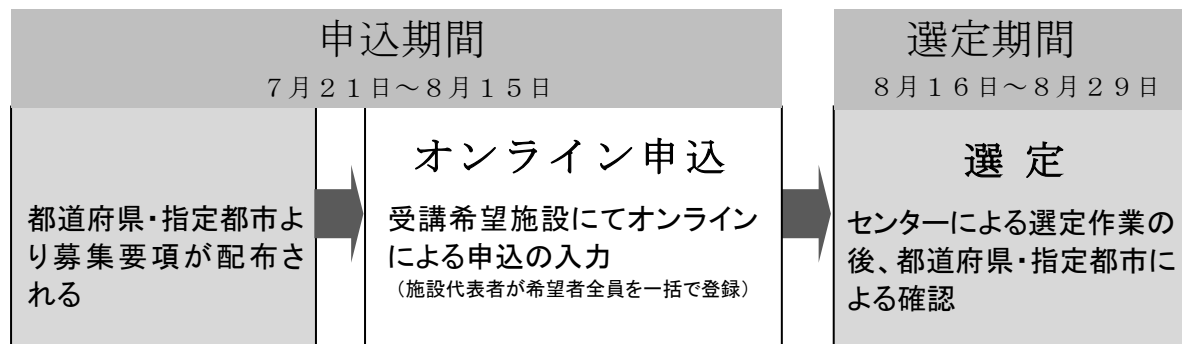 申込期間
７月２１日～８月１５日
選定期間
８月１６日～８月２９日
都道府県・指定都市よ
り募集要項が配布さ
れる
オンライン申込
受講希望施設にてオンライン
による申込の入力
（施設代表者が希望者全員を一括で登録）
選 定
センターによる選定作業の
後、都道府県・指定都市に
よる確認